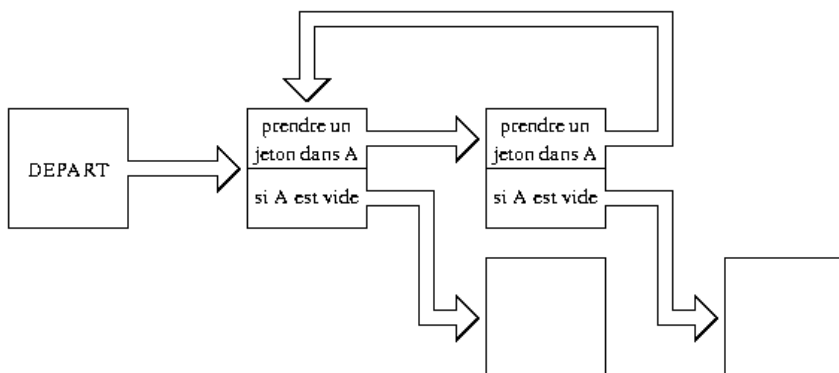 DEPART
prendre un
jeton dans A
si A est vide
prendre un
jeton dans A
si A est vide